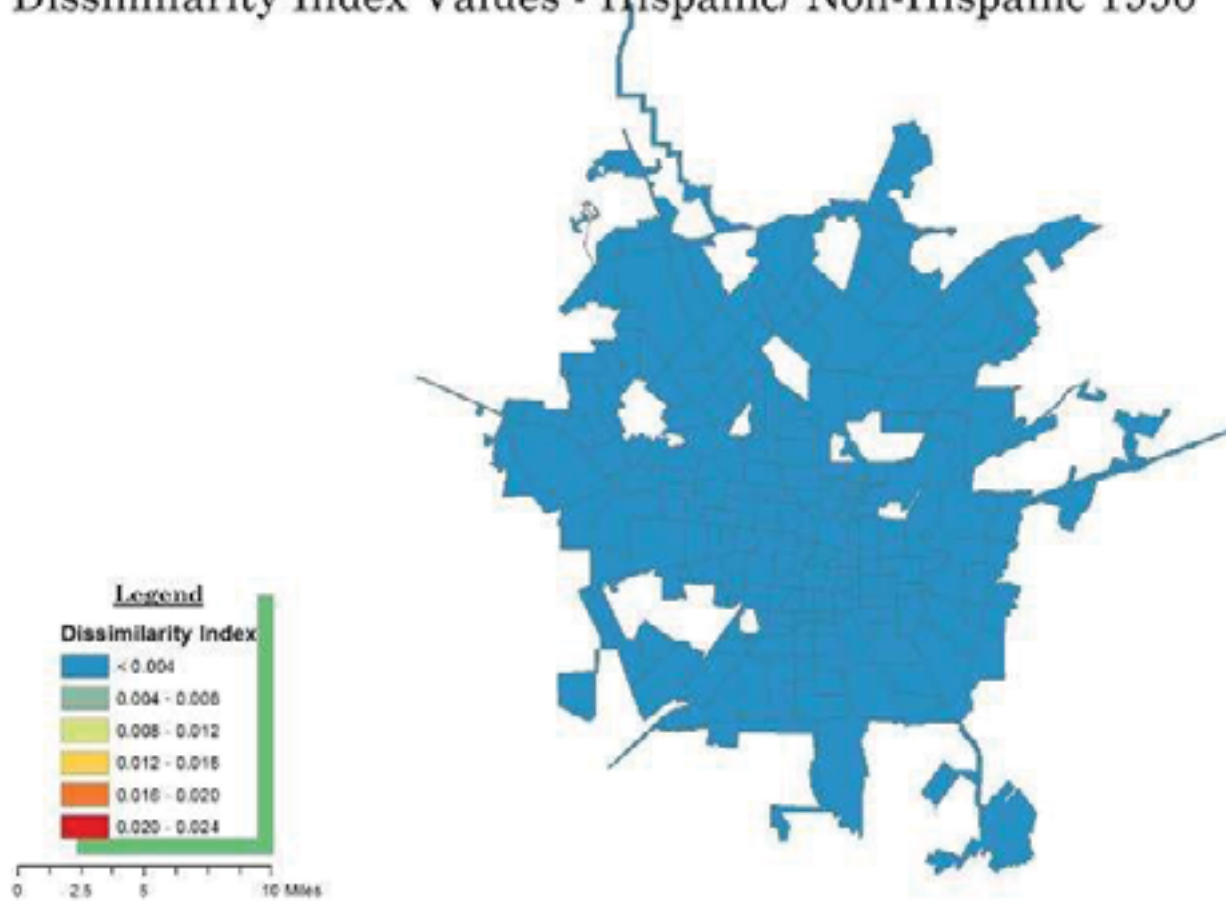 Dissimilarity Index Values - Hispanic/ Non-Hispanic 1990
Legend
Dissimilarity Index
< 0.004
0.004 - 0.008
0.008 - 0.012
0.012 - 0.016
0.016 - 0.020
0.020 - 0.024
0 2.5 5 10 Miles